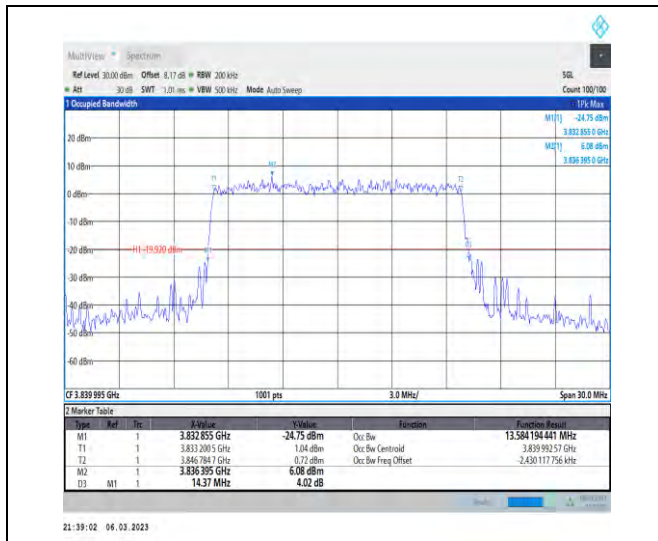 MultiView Spectrum
Ref Level 30.00 dBm Offset 8.17 dB RBW 200 kHz SGL
Att 30 dB SWT 1.01 ms VBW 500 kHz Mode Auto Sweep Count 100/100
1 Occupied Bandwidth 1Pk Max
M1[1] -24.75 dBm
3.832 855 0 GHz
M2[1] 6.08 dBm
3.836 395 0 GHz
20 dBm
10 dBm
M2
T1 T2
0 dBm
-10 dBm
-20 dBm H1 -19.920 dBm
-30 dBm
-40 dBm
-50 dBm
-60 dBm
CF 3.839 995 GHz 1001 pts 3.0 MHz/ Span 30.0 MHz
2 Marker Table
Type Ref Trc X-Value Y-Value Function Function Result
M1 1 3.832 855 GHz -24.75 dBm Occ Bw 13.584 194 441 MHz
T1 1 3.833 200 5 GHz 1.04 dBm Occ Bw Centroid 3.839 992 57 GHz
T2 1 3.846 784 7 GHz 0.72 dBm Occ Bw Freq Offset -2.430 117 756 kHz
M2 1 3.836 395 GHz 6.08 dBm
D3 M1 1 14.37 MHz 4.02 dB
21:39:02 06.03.2023